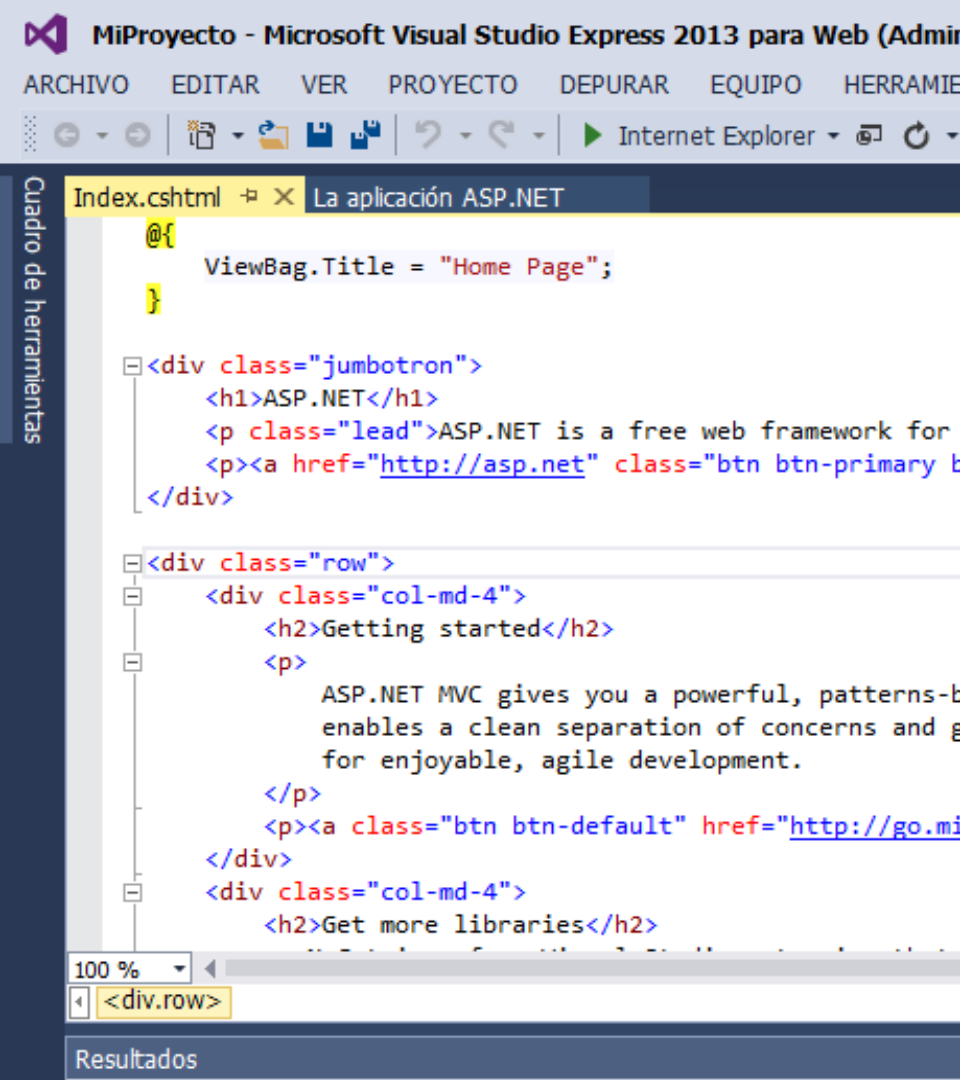 MiProyecto - Microsoft Visual Studio Express 2013 para Web (Admin
ARCHIVO EDITAR VER PROYECTO DEPURAR EQUIPO HERRAMIE
Internet Explorer
Cuadro de herramientas
Index.cshtml La aplicación ASP.NET
@{
ViewBag.Title = "Home Page";
}
<div class="jumbotron">
<h1>ASP.NET</h1>
<p class="lead">ASP.NET is a free web framework for
<p><a href="http://asp.net" class="btn btn-primary b
</div>
<div class="row">
<div class="col-md-4">
<h2>Getting started</h2>
<p>
ASP.NET MVC gives you a powerful, patterns-b
enables a clean separation of concerns and g
for enjoyable, agile development.
</p>
<p><a class="btn btn-default" href="http://go.mi
</div>
<div class="col-md-4">
<h2>Get more libraries</h2>
100 %
<div.row>
Resultados